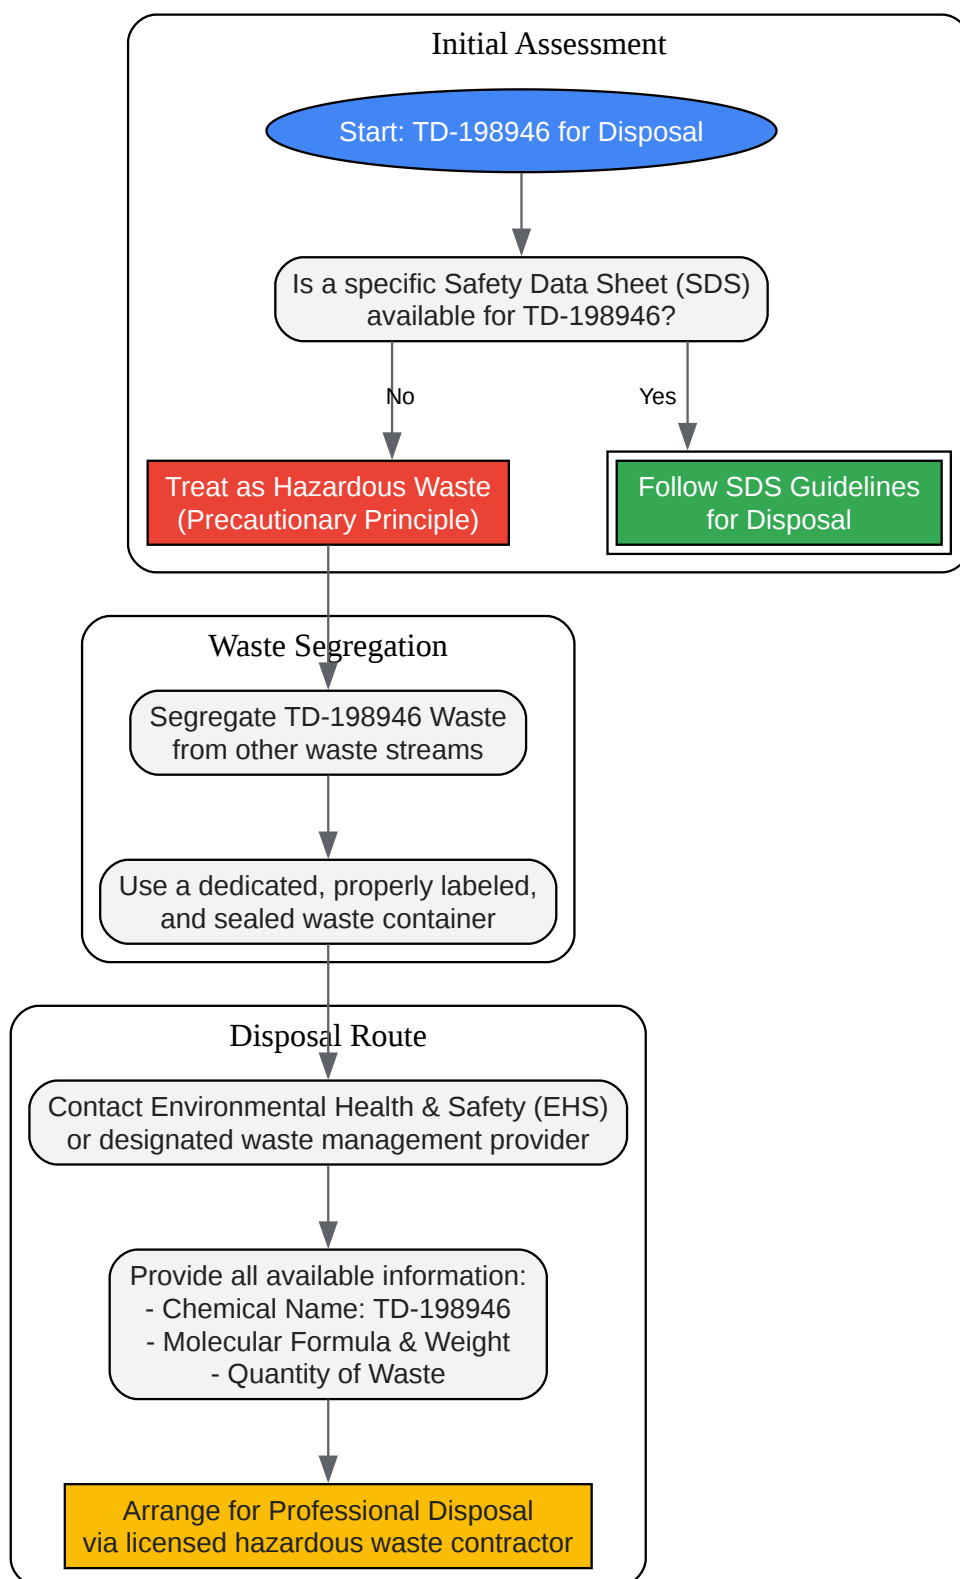 Initial Assessment
Start: TD-198946 for Disposal
Is a specific Safety Data Sheet (SDS)
available for TD-198946?
No
Yes
Treat as Hazardous Waste
(Precautionary Principle)
Follow SDS Guidelines
for Disposal
Waste Segregation
Segregate TD-198946 Waste
from other waste streams
Use a dedicated, properly labeled,
and sealed waste container
Disposal Route
Contact Environmental Health & Safety (EHS)
or designated waste management provider
Provide all available information:
- Chemical Name: TD-198946
- Molecular Formula & Weight
- Quantity of Waste
Arrange for Professional Disposal
via licensed hazardous waste contractor